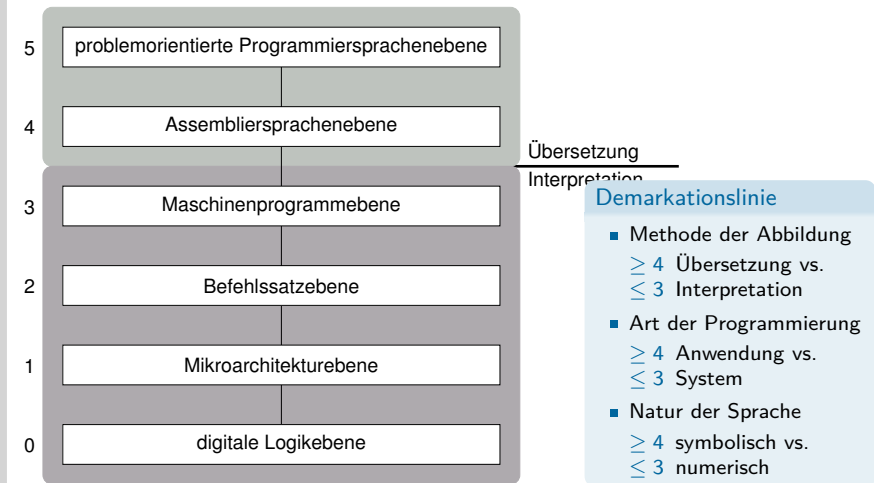 5 problemorientierte Programmiersprachenebene
4 Assembliersprachenebene
Übersetzung
Interpretation
3 Maschinenprogrammebene
2 Befehlssatzebene
1 Mikroarchitekturebene
0 digitale Logikebene
Demarkationslinie
Methode der Abbildung
≥ 4 Übersetzung vs.
≤ 3 Interpretation
Art der Programmierung
≥ 4 Anwendung vs.
≤ 3 System
Natur der Sprache
≥ 4 symbolisch vs.
≤ 3 numerisch